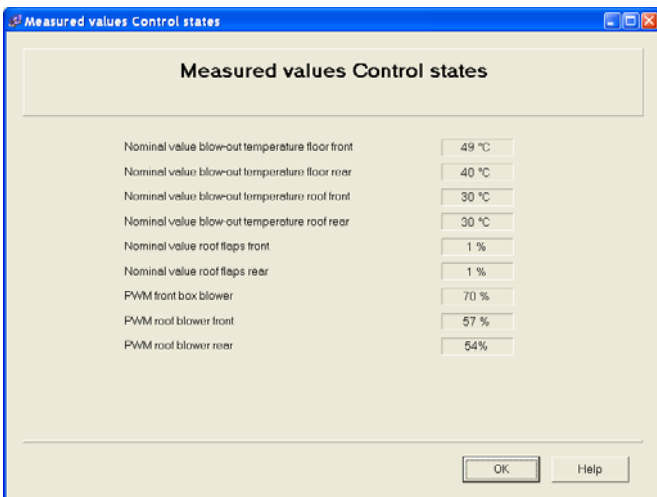 Measured values Control states
Measured values Control states
Nominal value blow-out temperature floor front 49 °C
Nominal value blow-out temperature floor rear 40 °C
Nominal value blow-out temperature roof front 30 °C
Nominal value blow-out temperature roof rear 30 °C
Nominal value roof flaps front 1 %
Nominal value roof flaps rear 1 %
PWM front box blower 70 %
PWM roof blower front 57 %
PWM roof blower rear 54%
OK Help